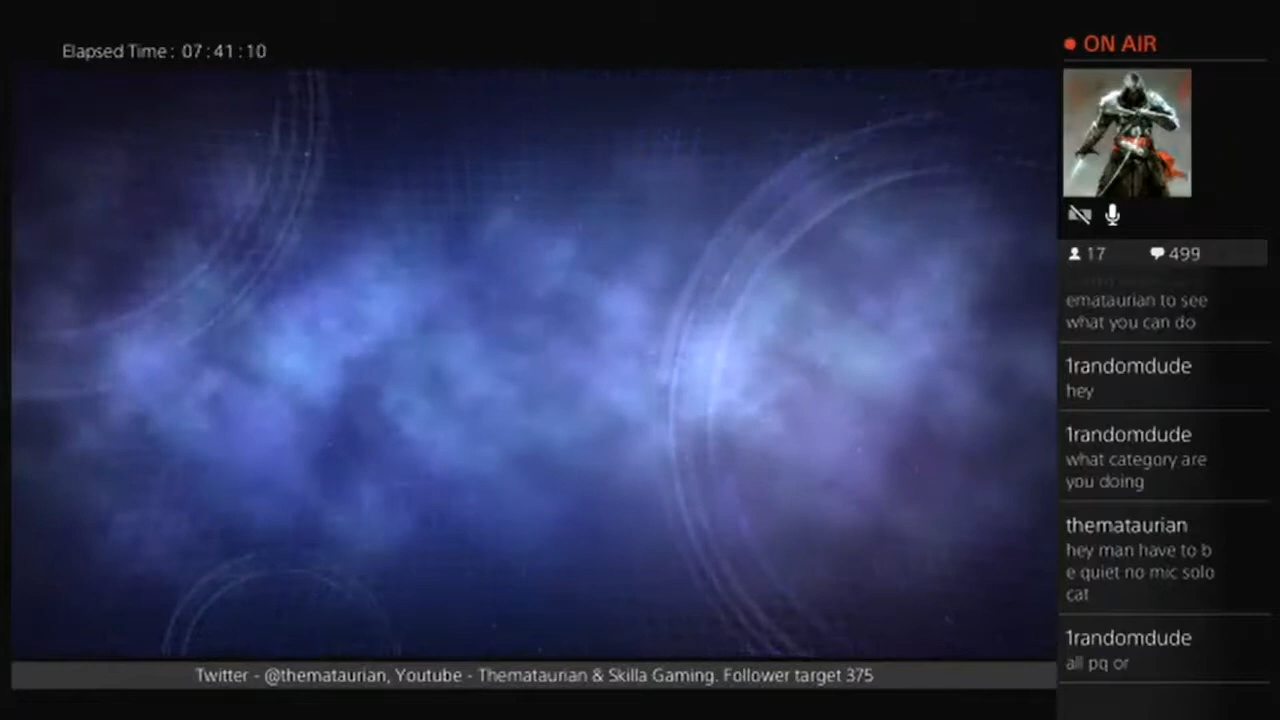 Elapsed Time: 07:41:10
ON AIR
17 499
emataurian to see
what you can do
1randomdude
hey
1randomdude
what category are
you doing
themataurian
hey man have to b
e quiet no mic solo
cat
1randomdude
all pq or
Twitter - @themataurian, Youtube - Themataurian & Skilla Gaming. Follower target 375